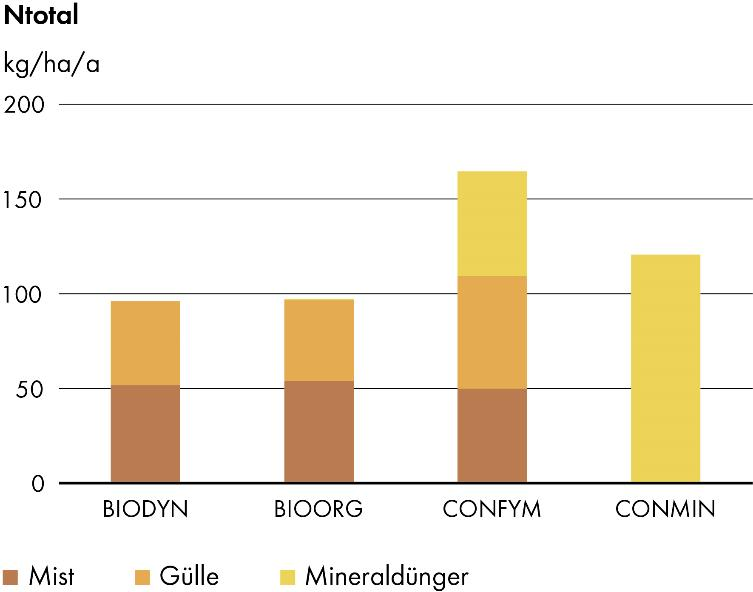 Ntotal
kg/ha/a
200
150
100
50
0
BIODYN BIOORG CONFYM CONMIN
Mist Gülle Mineraldünger